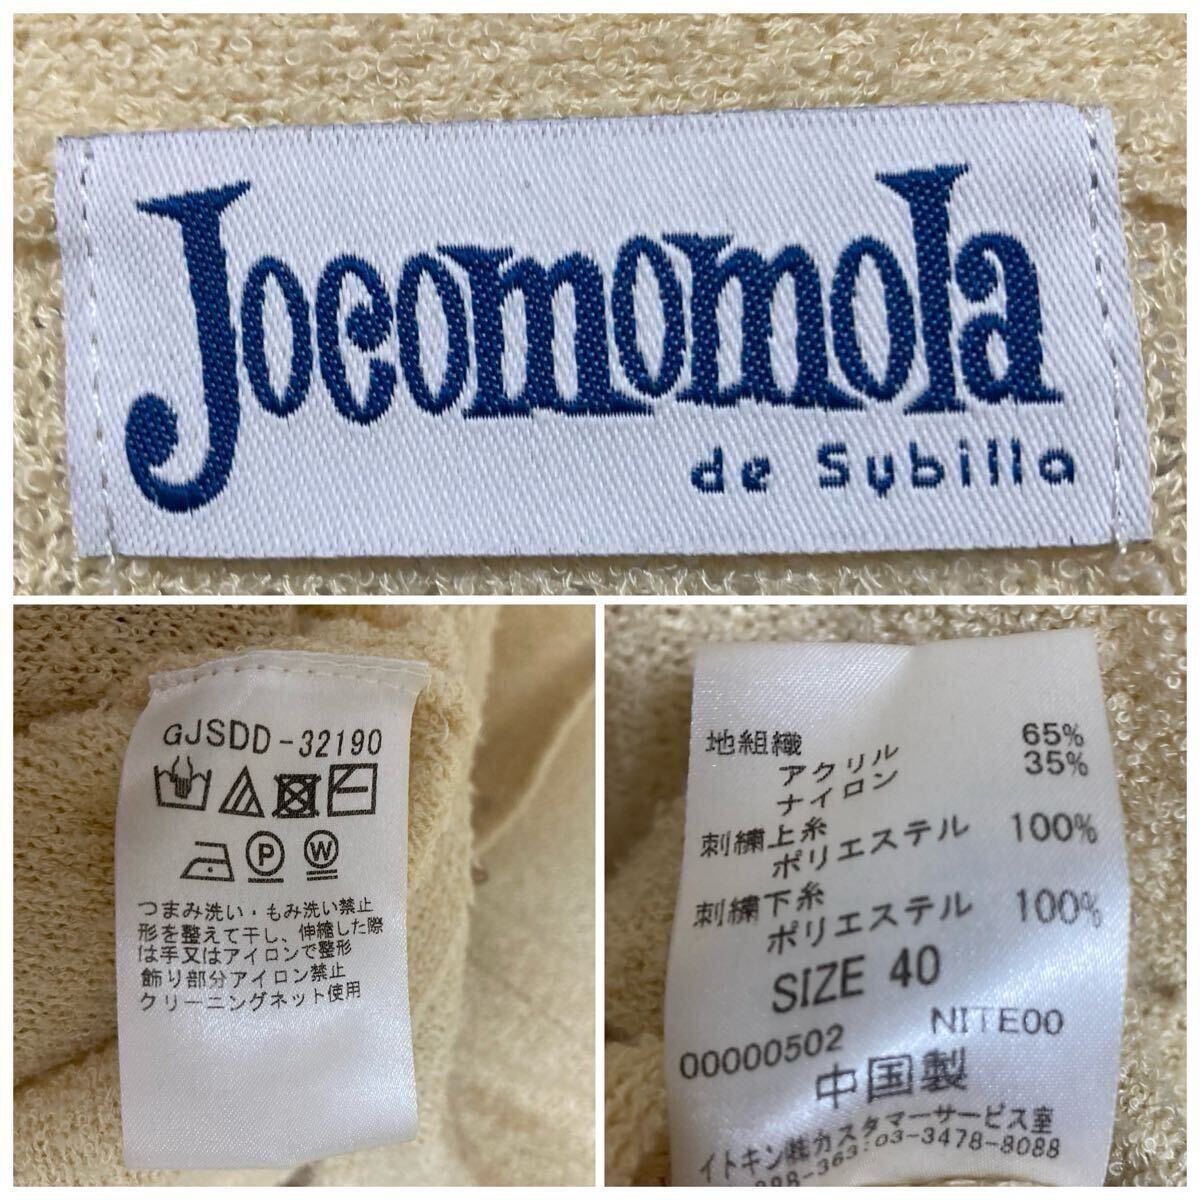 Jocomomola
de Sybilla
GJSDD-32190
P W
つまみ洗い・もみ洗い禁止
形を整えて干し、伸縮した際
は手又はアイロンで整形
飾り部分アイロン禁止
クリーニングネット使用
地組織
アクリル 65%
ナイロン 35%
刺繍上糸
ポリエステル 100%
刺繍下糸
ポリエステル 100%
SIZE 40
00000502 NITE00
中国製
イトキン㈱カスタマーサービス室
03-3478-8088